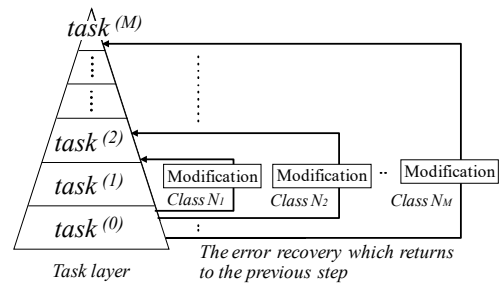 task (M)
task (2)
task (1)
task (0)
Modification
Class N1
Modification
Class N2
Modification
Class NM
Task layer
The error recovery which returns
to the previous step